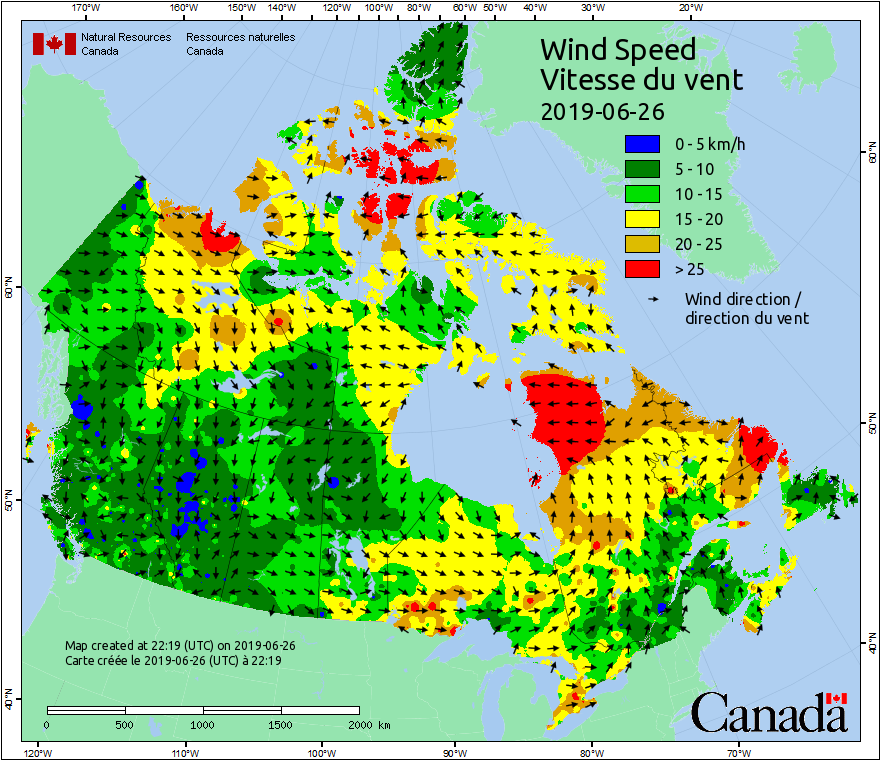 170°W 160°W 150°W 140°W 120°W 100°W 80°W 60°W 50°W 40°W 30°W 20°W
Natural Resources Canada
Ressources naturelles Canada
Wind Speed
Vitesse du vent
2019-06-26
0 - 5 km/h
5 - 10
10 - 15
15 - 20
20 - 25
> 25
Wind direction /
direction du vent
60°N
50°N
40°N
60°N
50°N
40°N
Map created at 22:19 (UTC) on 2019-06-26
Carte créée le 2019-06-26 (UTC) à 22:19
0 500 1000 1500 2000 km
Canada
120°W 110°W 100°W 90°W 80°W 70°W